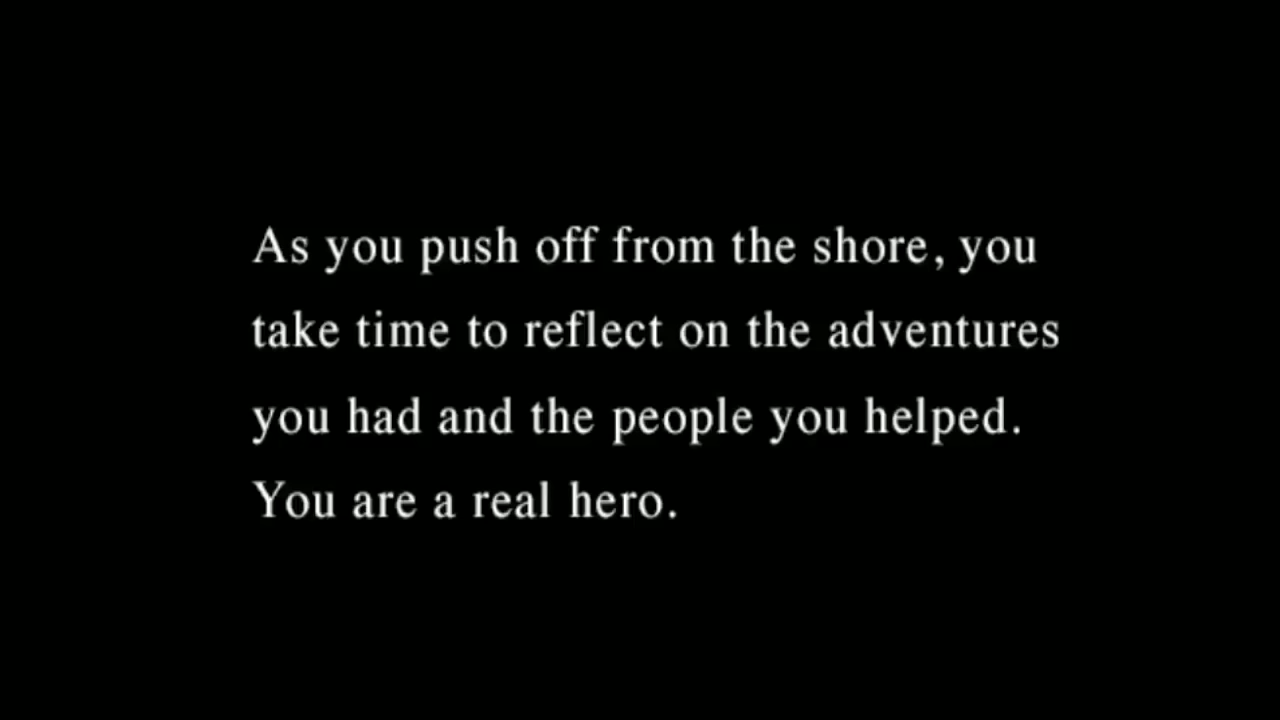 As you push off from the shore, you
take time to reflect on the adventures
you had and the people you helped.
You are a real hero.